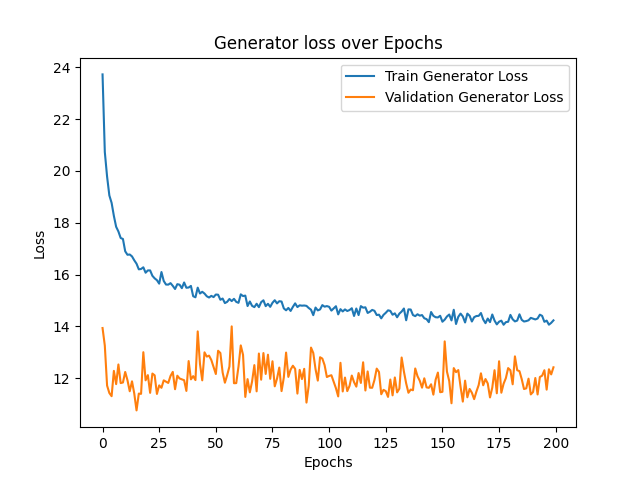 Generator loss over Epochs
Train Generator Loss
Validation Generator Loss
24
22
20
18
16
14
12
Loss
0 25 50 75 100 125 150 175 200
Epochs